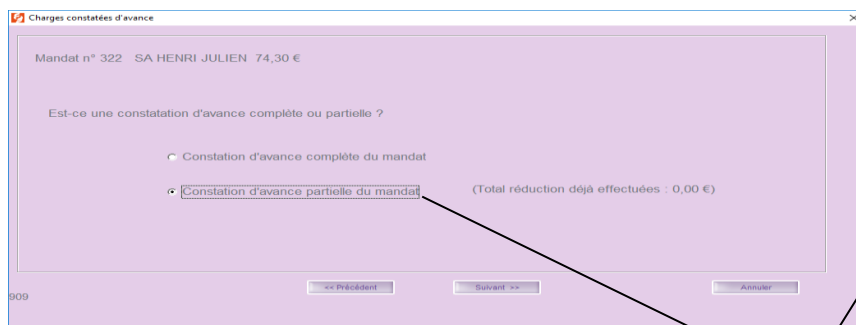 Charges constatées d'avance
Mandat n° 322 SA HENRI JULIEN 74,30 €
Est-ce une constatation d'avance complète ou partielle ?
Constation d'avance complète du mandat
Constation d'avance partielle du mandat (Total réduction déjà effectuées : 0,00 €)
<< Précédent Suivant >> Annuler
909